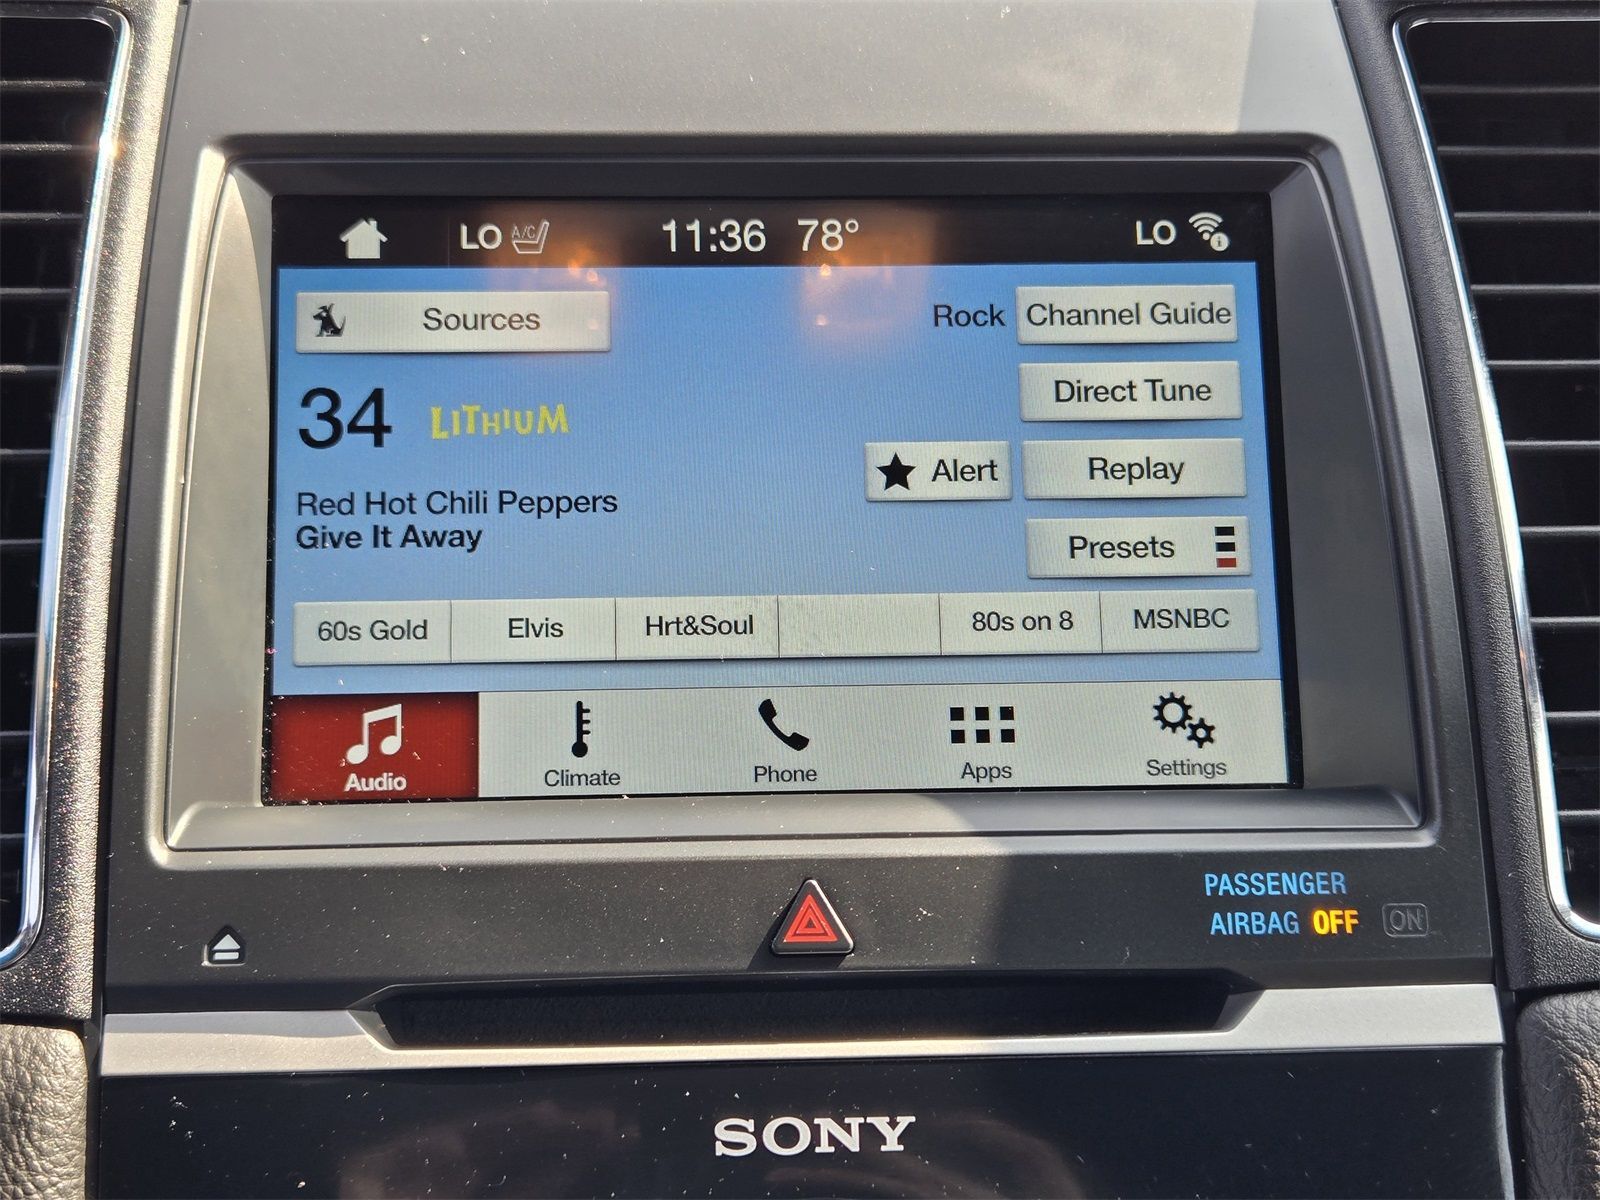 LO A/C 11:36 78° LO
Sources
Rock Channel Guide
34 LITHIUM
Direct Tune
Alert Replay
Red Hot Chili Peppers
Give It Away
Presets
60s Gold Elvis Hrt&Soul 80s on 8 MSNBC
Audio Climate Phone Apps Settings
PASSENGER
AIRBAG OFF ON
SONY